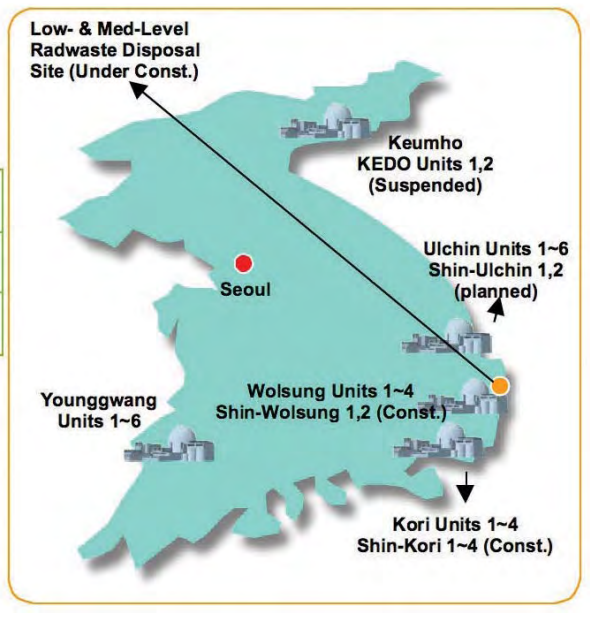 Low- & Med-Level
Radwaste Disposal
Site (Under Const.)
Keumho
KEDO Units 1,2
(Suspended)
Ulchin Units 1~6
Shin-Ulchin 1,2
(planned)
Seoul
Wolsung Units 1~4
Shin-Wolsung 1,2 (Const.)
Younggwang
Units 1~6
Kori Units 1~4
Shin-Kori 1~4 (Const.)